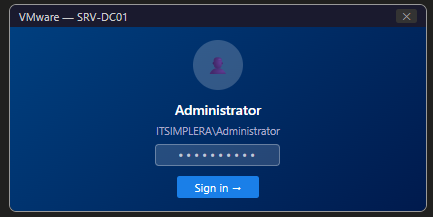 VMware — SRV-DC01
Administrator
ITSIMPLERA\Administrator
••••••••••
Sign in →